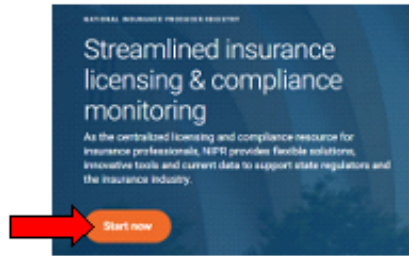 NATIONAL INSURANCE PRODUCER REGISTRY
Streamlined insurance
licensing & compliance
monitoring
As the centralized licensing and compliance resource for
insurance professionals, NIPR provides flexible solutions,
innovative tools and current data to support state regulators and
the insurance industry.
Start now